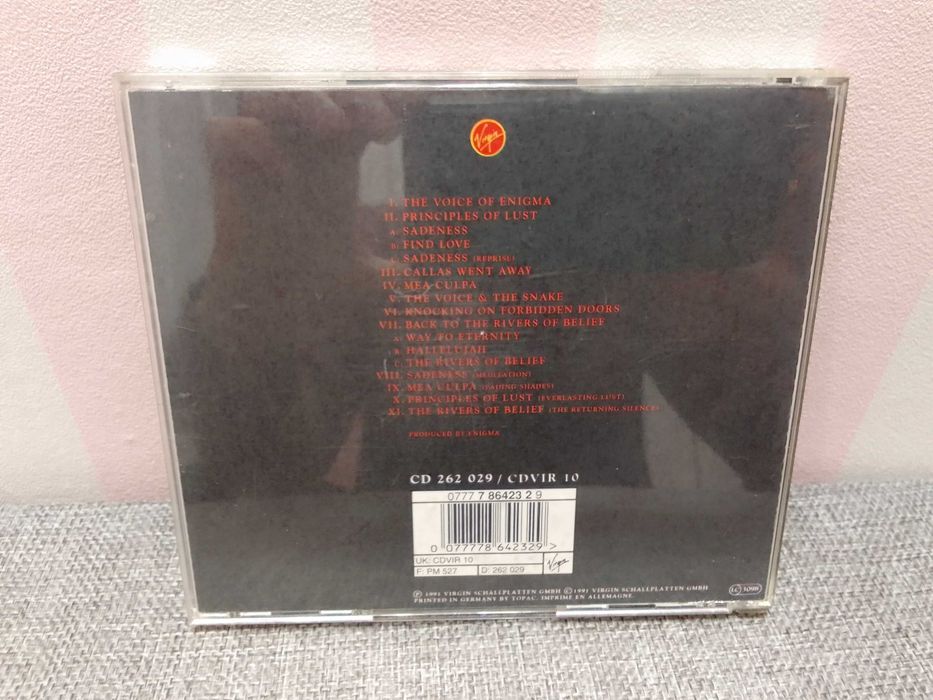 Virgin
I. THE VOICE OF ENIGMA
II. PRINCIPLES OF LUST
A. SADENESS
B. FIND LOVE
C. SADENESS (REPRISE)
III. CALLAS WENT AWAY
IV. MEA CULPA
V. THE VOICE & THE SNAKE
VI. KNOCKING ON FORBIDDEN DOORS
VII. BACK TO THE RIVERS OF BELIEF
A. WAY TO ETERNITY
B. HALLELUJAH
C. THE RIVERS OF BELIEF
VIII. SADENESS (MEDITATION)
IX. MEA CULPA (FADING SHADES)
X. PRINCIPLES OF LUST (EVERLASTING LUST)
XI. THE RIVERS OF BELIEF (THE RETURNING SILENCE)
PRODUCED BY ENIGMA
CD 262 029 / CDVIR 10
0777 7 86423 2 9
0 077778 642329 >
UK: CDVIR 10
F: PM 527 D: 262 029
Virgin
℗ 1991 VIRGIN SCHALLPLATTEN GMBH © 1991 VIRGIN SCHALLPLATTEN GMBH
PRINTED IN GERMANY BY TOPAC. IMPRIME EN ALLEMAGNE.
LC 3098